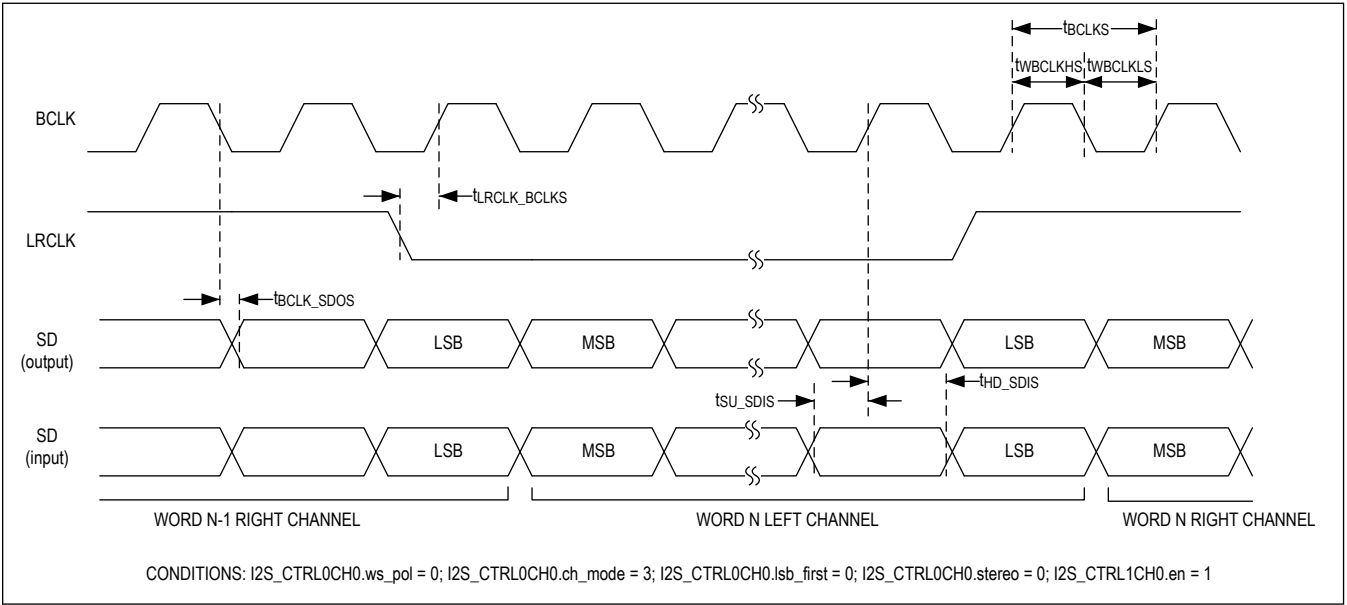 tBCLKS
tWBCLKHS tWBCLKLS
BCLK
tLRCLK_BCLKS
LRCLK
tBCLK_SDOS
SD
(output)
LSB MSB LSB MSB
tHD_SDIS
tSU_SDIS
SD
(input)
LSB MSB LSB MSB
WORD N-1 RIGHT CHANNEL WORD N LEFT CHANNEL WORD N RIGHT CHANNEL
CONDITIONS: I2S_CTRL0CH0.ws_pol = 0; I2S_CTRL0CH0.ch_mode = 3; I2S_CTRL0CH0.lsb_first = 0; I2S_CTRL0CH0.stereo = 0; I2S_CTRL1CH0.en = 1